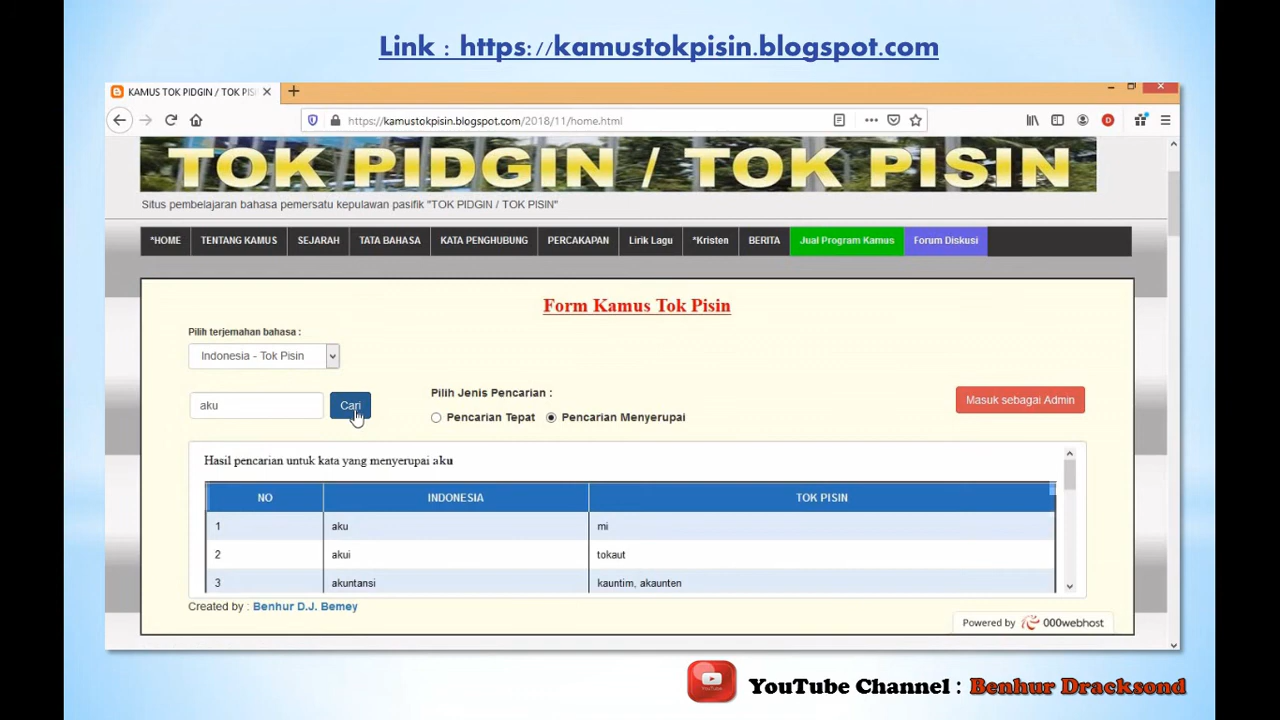 Link : https://kamustokpisin.blogspot.com
KAMUS TOK PIDGIN / TOK PISI
https://kamustokpisin.blogspot.com/2018/11/home.html
TOK PIDGIN / TOK PISIN
Situs pembelajaran bahasa pemersatu kepulawan pasifik "TOK PIDGIN / TOK PISIN"
*HOME TENTANG KAMUS SEJARAH TATA BAHASA KATA PENGHUBUNG PERCAKAPAN Lirik Lagu *Kristen BERITA Jual Program Kamus Forum Diskusi
Form Kamus Tok Pisin
Pilih terjemahan bahasa :
Indonesia - Tok Pisin
Pilih Jenis Pencarian :
aku Cari Masuk sebagai Admin
Pencarian Tepat Pencarian Menyerupai
Hasil pencarian untuk kata yang menyerupai aku
NO INDONESIA TOK PISIN
1 aku mi
2 akui tokaut
3 akuntansi kauntim, akaunten
Created by : Benhur D.J. Bemey
Powered by 000webhost
YouTube Channel : Benhur Dracksond